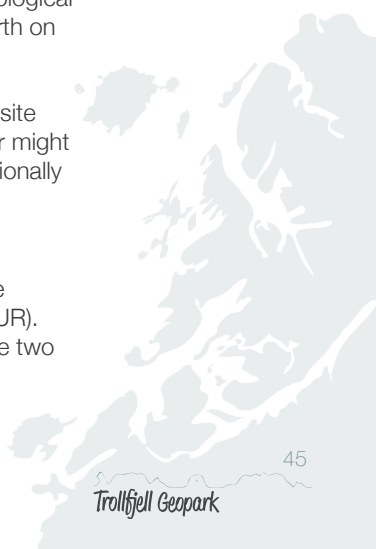 ological
rth on
site
r might
ionally
e
UR).
e two
45
Trollfjell Geopark